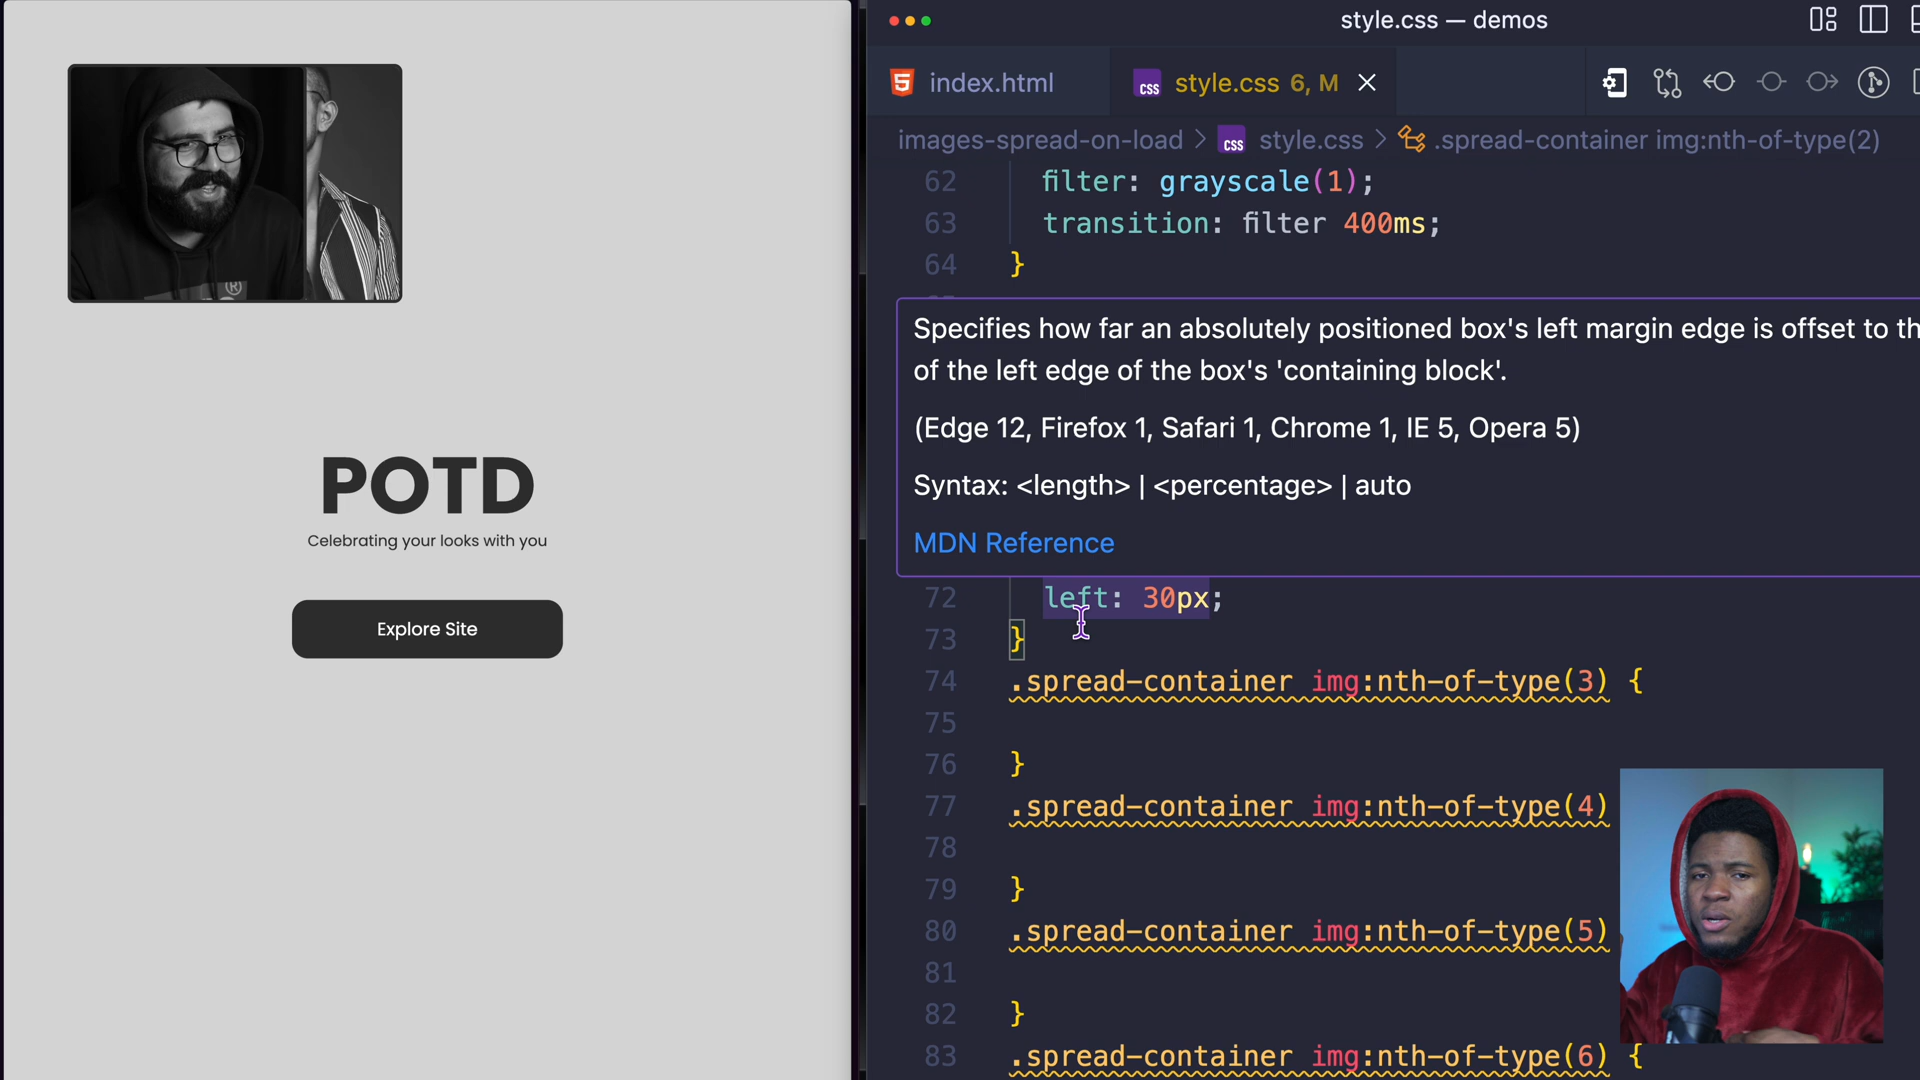 ®
POTD
Celebrating your looks with you
Explore Site
style.css — demos
index.html
css style.css 6, M
images-spread-on-load > css style.css > .spread-container img:nth-of-type(2)
62 filter: grayscale(1);
63 transition: filter 400ms;
64 }
Specifies how far an absolutely positioned box's left margin edge is offset to
of the left edge of the box's 'containing block'.
(Edge 12, Firefox 1, Safari 1, Chrome 1, IE 5, Opera 5)
Syntax: <length> | <percentage> | auto
MDN Reference
72 left: 30px;
73 }
74 .spread-container img:nth-of-type(3) {
75
76 }
77 .spread-container img:nth-of-type(4)
78
79 }
80 .spread-container img:nth-of-type(5)
81
82 }
83 .spread-container img:nth-of-type(6) {